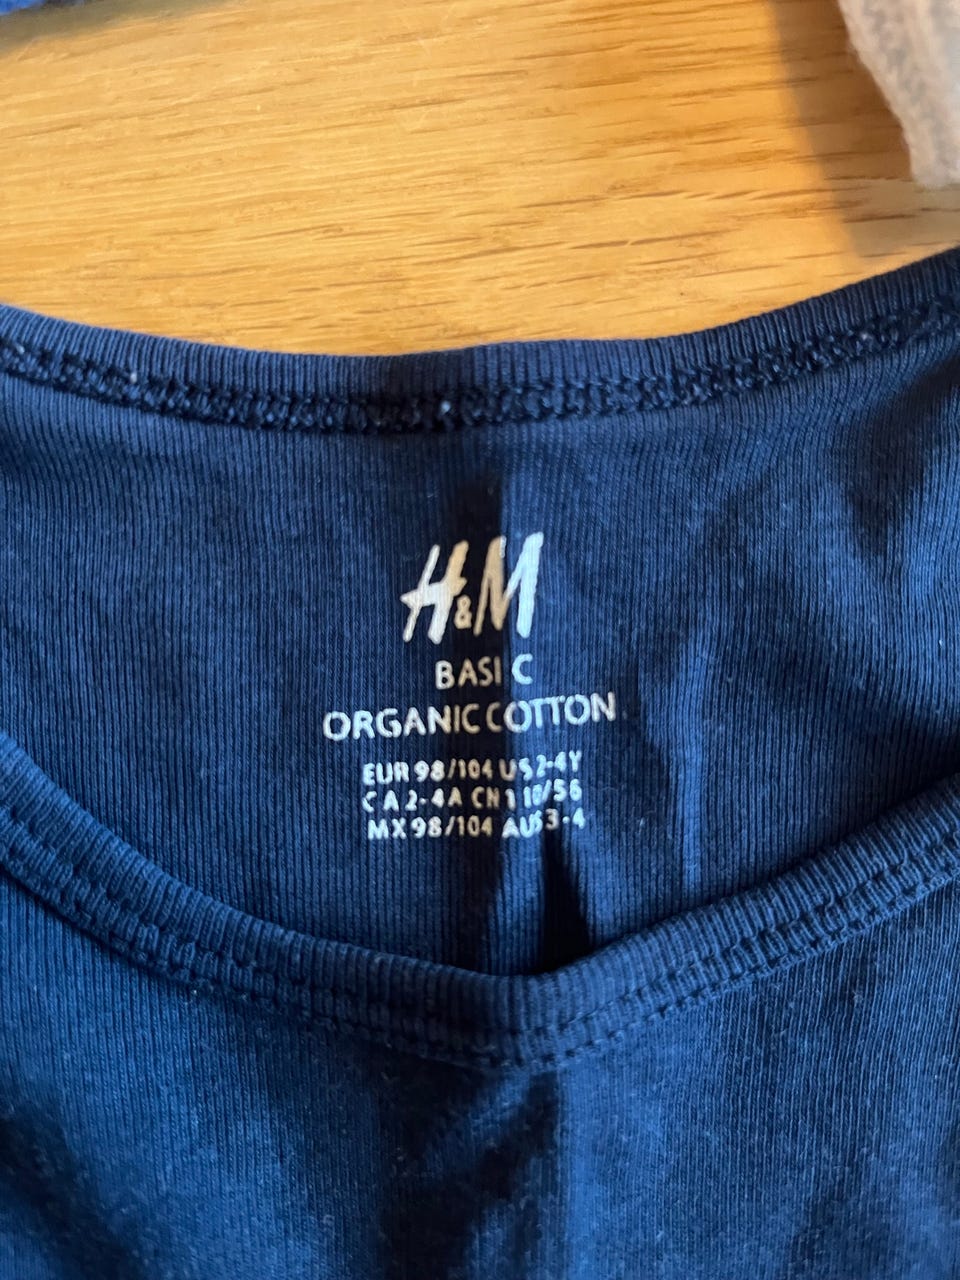 H&M
BASIC
ORGANIC COTTON
EUR 98/104 US 2-4Y
CA 2-4A CN 110/56
MX 98/104 AUS 3-4